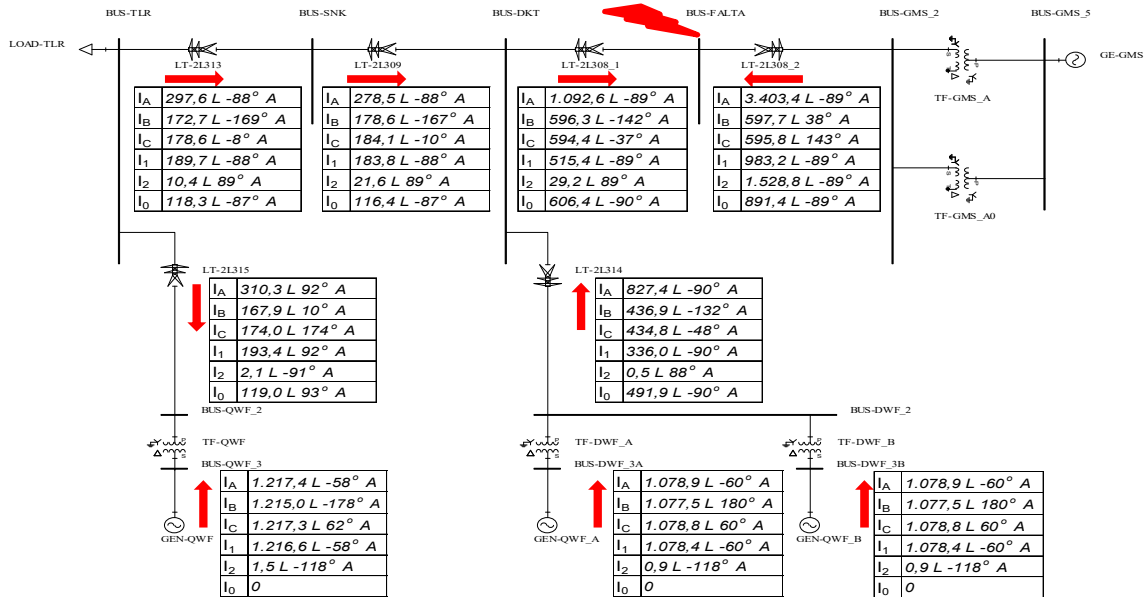 BUS-TLR BUS-SNK BUS-DKT BUS-FALTA BUS-GMS_2 BUS-GMS_5
LOAD-TLR GE-GMS
LT-2L313 LT-2L309 LT-2L308_1 LT-2L308_2
TF-GMS_A
IA 297,6 L -88° A
IB 172,7 L -169° A
IC 178,6 L -8° A
I1 189,7 L -88° A
I2 10,4 L 89° A
I0 118,3 L -87° A
IA 278,5 L -88° A
IB 178,6 L -167° A
IC 184,1 L -10° A
I1 183,8 L -88° A
I2 21,6 L 89° A
I0 116,4 L -87° A
IA 1.092,6 L -89° A
IB 596,3 L -142° A
IC 594,4 L -37° A
I1 515,4 L -89° A
I2 29,2 L 89° A
I0 606,4 L -90° A
IA 3.403,4 L -89° A
IB 597,7 L 38° A
IC 595,8 L 143° A
I1 983,2 L -89° A
I2 1.528,8 L -89° A
I0 891,4 L -89° A
TF-GMS_A0
LT-2L315
IA 310,3 L 92° A
IB 167,9 L 10° A
IC 174,0 L 174° A
I1 193,4 L 92° A
I2 2,1 L -91° A
I0 119,0 L 93° A
LT-2L314
IA 827,4 L -90° A
IB 436,9 L -132° A
IC 434,8 L -48° A
I1 336,0 L -90° A
I2 0,5 L 88° A
I0 491,9 L -90° A
BUS-QWF_2 BUS-DWF_2
TF-QWF TF-DWF_A TF-DWF_B
BUS-QWF_3 BUS-DWF_3A BUS-DWF_3B
GEN-QWF
IA 1.217,4 L -58° A
IB 1.215,0 L -178° A
IC 1.217,3 L 62° A
I1 1.216,6 L -58° A
I2 1,5 L -118° A
I0 0
GEN-QWF_A
IA 1.078,9 L -60° A
IB 1.077,5 L 180° A
IC 1.078,8 L 60° A
I1 1.078,4 L -60° A
I2 0,9 L -118° A
I0 0
GEN-QWF_B
IA 1.078,9 L -60° A
IB 1.077,5 L 180° A
IC 1.078,8 L 60° A
I1 1.078,4 L -60° A
I2 0,9 L -118° A
I0 0